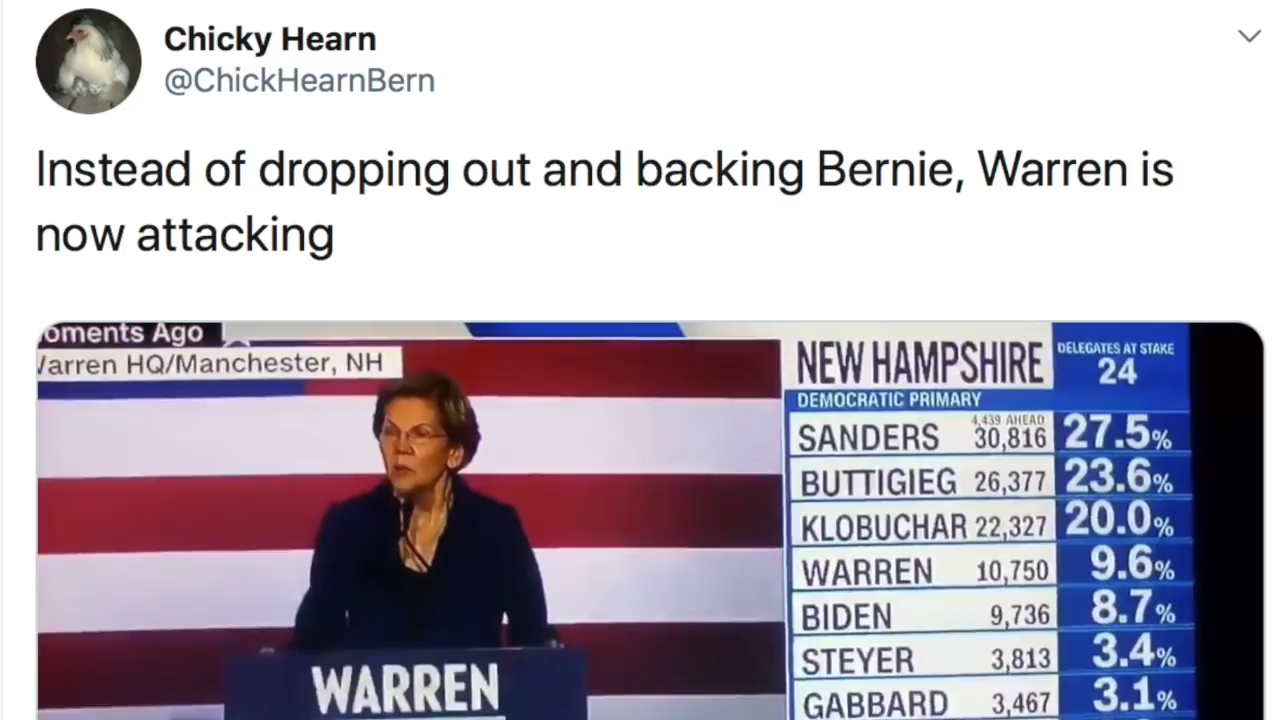 Chicky Hearn
@ChickHearnBern
Instead of dropping out and backing Bernie, Warren is
now attacking
oments Ago
arren HQ/Manchester, NH
WARREN
NEW HAMPSHIRE
DELEGATES AT STAKE
24
DEMOCRATIC PRIMARY
4,439 AHEAD
SANDERS 30,816 27.5%
BUTTIGIEG 26,377 23.6%
KLOBUCHAR 22,327 20.0%
WARREN 10,750 9.6%
BIDEN 9,736 8.7%
STEYER 3,813 3.4%
GABBARD 3,467 3.1%